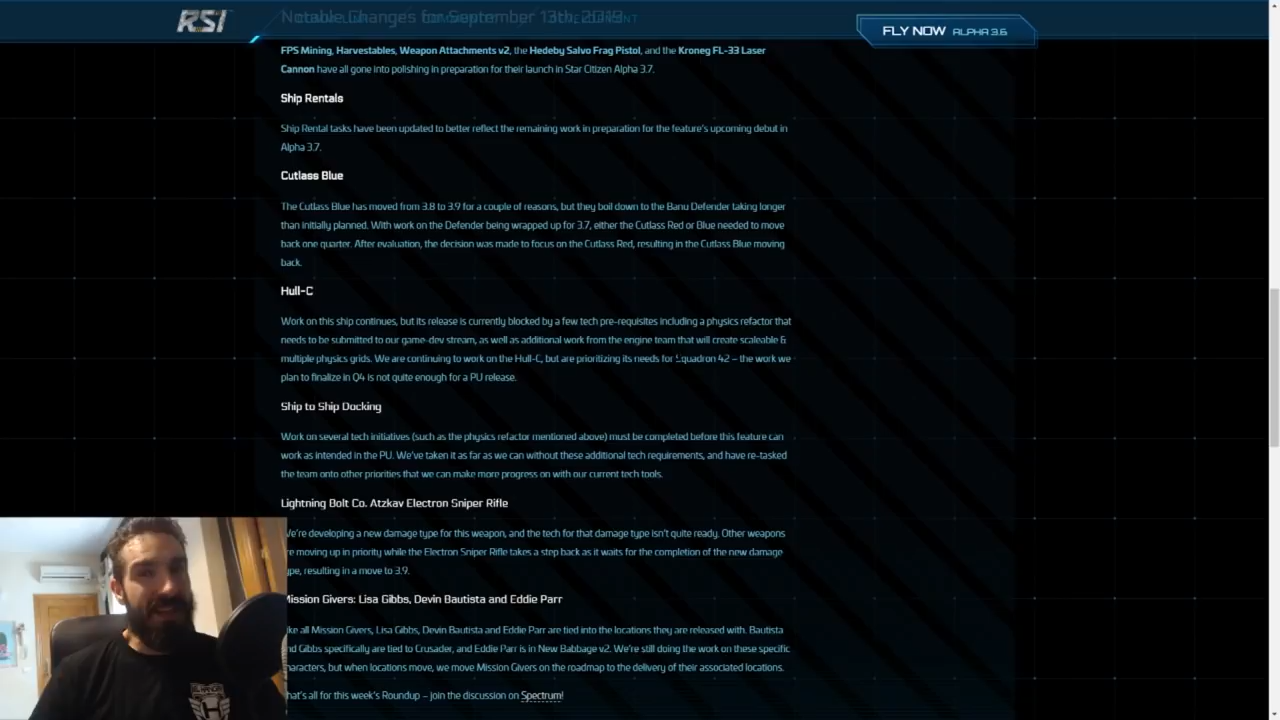 RSI
Notable Changes for September 13th, 2019
FLY NOW ALPHA 3.6
FPS Mining, Harvestables, Weapon Attachments v2, the Hedeby Salvo Frag Pistol, and the Kroneg FL-33 Laser
Cannon have all gone into polishing in preparation for their launch in Star Citizen Alpha 3.7.
Ship Rentals
Ship Rental tasks have been updated to better reflect the remaining work in preparation for the feature's upcoming debut in
Alpha 3.7.
Cutlass Blue
The Cutlass Blue has moved from 3.8 to 3.9 for a couple of reasons, but they boil down to the Banu Defender taking longer
than initially planned. With work on the Defender being wrapped up for 3.7, either the Cutlass Red or Blue needed to move
back one quarter. After evaluation, the decision was made to focus on the Cutlass Red, resulting in the Cutlass Blue moving
back.
Hull-C
Work on this ship continues, but its release is currently blocked by a few tech pre-requisites including a physics refactor that
needs to be submitted to our game-dev stream, as well as additional work from the engine team that will create scaleable &
multiple physics grids. We are continuing to work on the Hull-C, but are prioritizing its needs for Squadron 42 – the work we
plan to finalize in Q4 is not quite enough for a PU release.
Ship to Ship Docking
Work on several tech initiatives (such as the physics refactor mentioned above) must be completed before this feature can
work as intended in the PU. We've taken it as far as we can without these additional tech requirements, and have re-tasked
the team onto other priorities that we can make more progress on with our current tech tools.
Lightning Bolt Co. Atzkav Electron Sniper Rifle
We're developing a new damage type for this weapon, and the tech for that damage type isn't quite ready. Other weapons
re moving up in priority while the Electron Sniper Rifle takes a step back as it waits for the completion of the new damage
ype, resulting in a move to 3.9.
Mission Givers: Lisa Gibbs, Devin Bautista and Eddie Parr
ike all Mission Givers, Lisa Gibbs, Devin Bautista and Eddie Parr are tied into the locations they are released with. Bautista
nd Gibbs specifically are tied to Crusader, and Eddie Parr is in New Babbage v2. We're still doing the work on these specific
haracters, but when locations move, we move Mission Givers on the roadmap to the delivery of their associated locations.
hat's all for this week's Roundup – join the discussion on Spectrum!